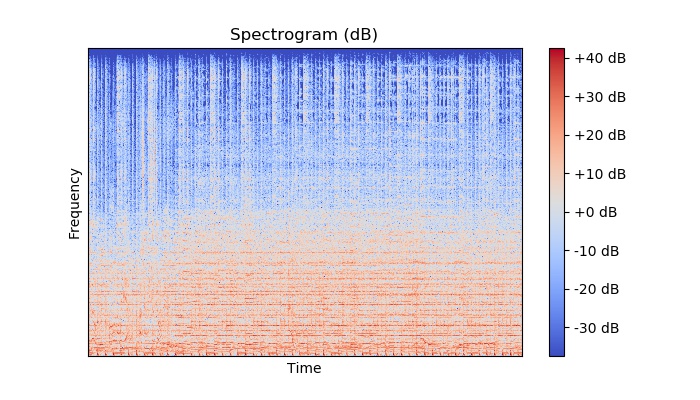 Spectrogram (dB)
Frequency
Time
+40 dB
+30 dB
+20 dB
+10 dB
+0 dB
-10 dB
-20 dB
-30 dB